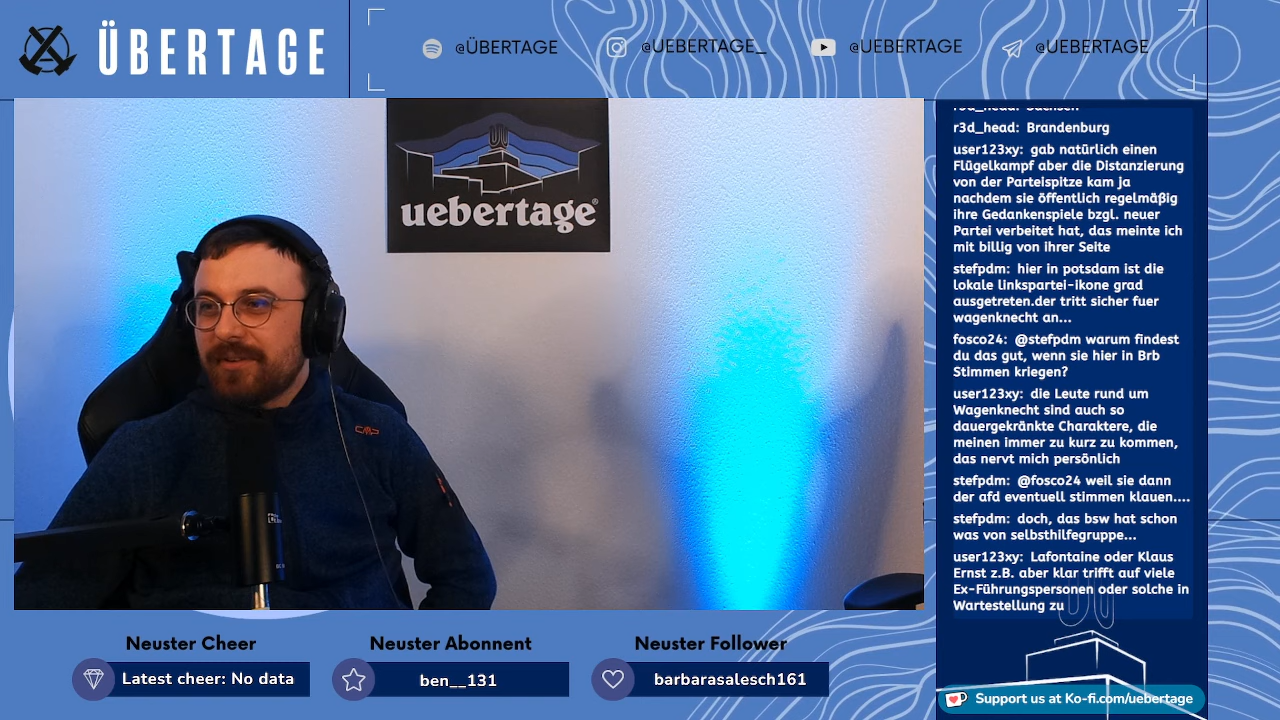 ÜBERTAGE
@ÜBERTAGE
@UEBERTAGE_
@UEBERTAGE
@UEBERTAGE
uebertage®
r3d_head: Sachsen
r3d_head: Brandenburg
user123xy: gab natürlich einen
Flügelkampf aber die Distanzierung
von der Parteispitze kam ja
nachdem sie öffentlich regelmäßig
ihre Gedankenspiele bzgl. neuer
Partei verbeitet hat, das meinte ich
mit billig von ihrer Seite
stefpdm: hier in potsdam ist die
lokale linkspartei-ikone grad
ausgetreten.der tritt sicher fuer
wagenknecht an...
fosco24: @stefpdm warum findest
du das gut, wenn sie hier in Brb
Stimmen kriegen?
user123xy: die Leute rund um
Wagenknecht sind auch so
dauergekränkte Charaktere, die
meinen immer zu kurz zu kommen,
das nervt mich persönlich
stefpdm: @fosco24 weil sie dann
der afd eventuell stimmen klauen....
stefpdm: doch, das bsw hat schon
was von selbsthilfegruppe...
user123xy: Lafontaine oder Klaus
Ernst z.B. aber klar trifft auf viele
Ex-Führungspersonen oder solche in
Wartestellung zu
Neuster Cheer
Latest cheer: No data
Neuster Abonnent
ben__131
Neuster Follower
barbarasalesch161
Support us at Ko-fi.com/uebertage